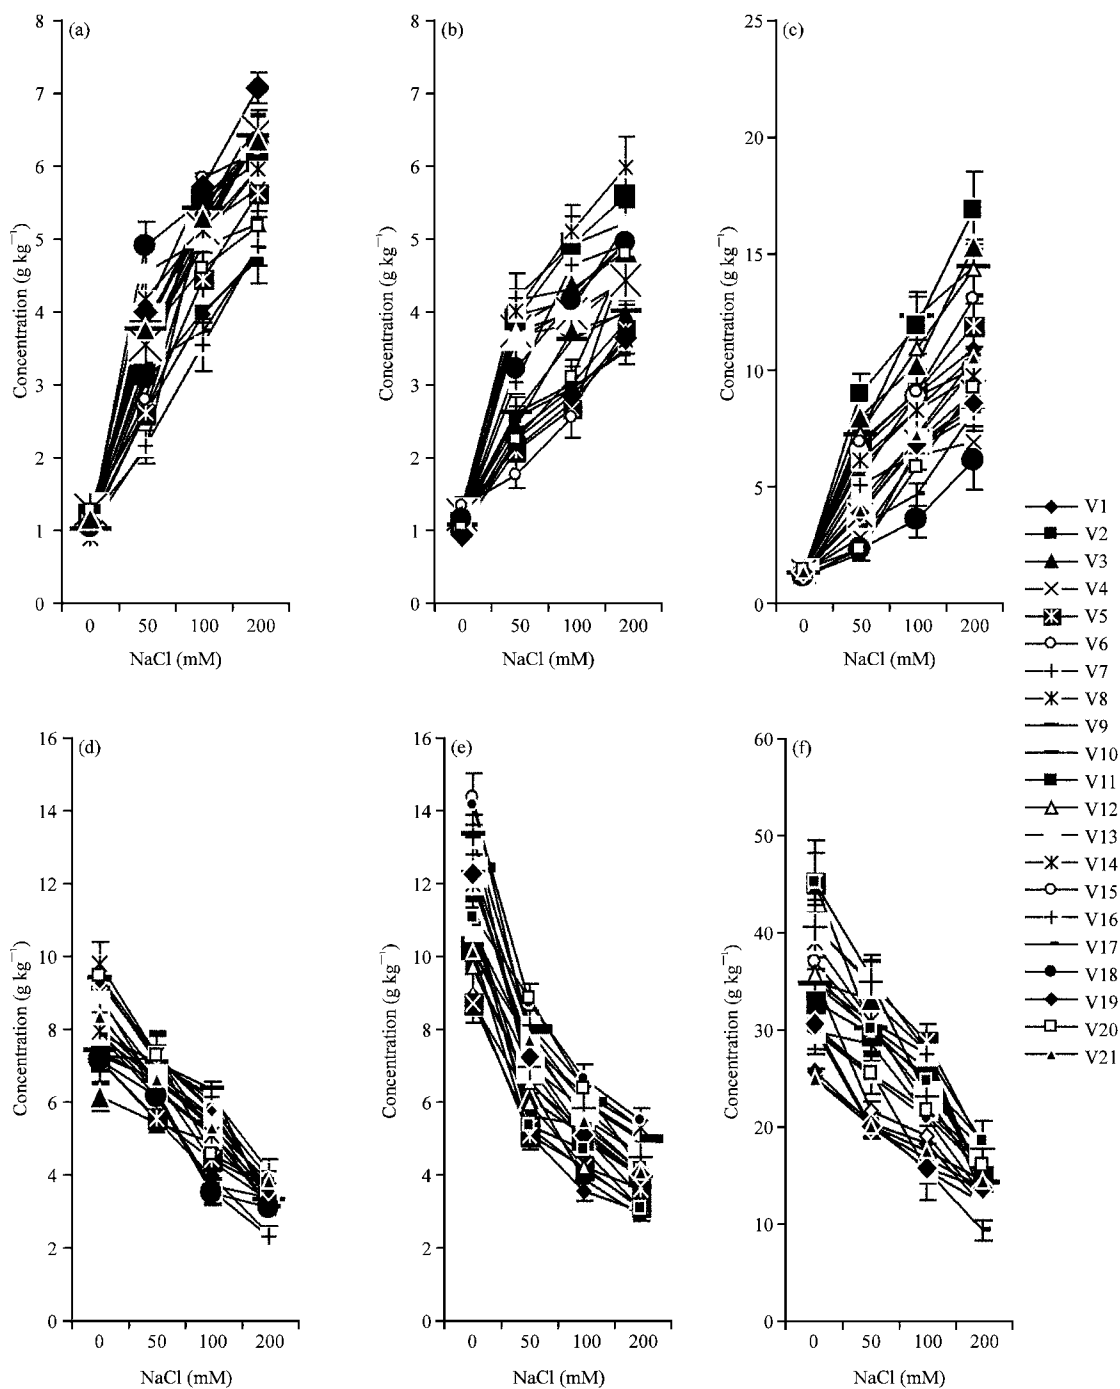 (a)
8
7
6
5
4
3
2
1
0
Concentration (g kg⁻¹)
0 50 100 200
NaCl (mM)
(b)
8
7
6
5
4
3
2
1
0
Concentration (g kg⁻¹)
0 50 100 200
NaCl (mM)
(c)
25
20
15
10
5
0
Concentration (g kg⁻¹)
0 50 100 200
NaCl (mM)
V1
V2
V3
V4
V5
V6
V7
V8
V9
V10
V11
V12
V13
V14
V15
V16
V17
V18
V19
V20
V21
(d)
16
14
12
10
8
6
4
2
0
Concentration (g kg⁻¹)
0 50 100 200
NaCl (mM)
(e)
16
14
12
10
8
6
4
2
0
Concentration (g kg⁻¹)
0 50 100 200
NaCl (mM)
(f)
60
50
40
30
20
10
0
Concentration (g kg⁻¹)
0 50 100 200
NaCl (mM)